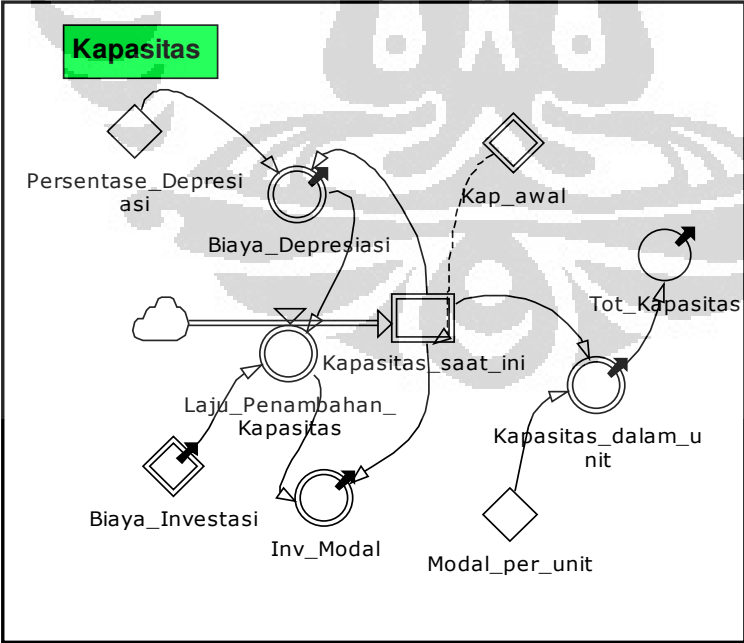 Kapasitas
Persentase_Depresi
asi
Kap_awal
Biaya_Depresiasi
Tot_Kapasitas
Kapasitas_saat_ini
Laju_Penambahan_
Kapasitas
Kapasitas_dalam_u
nit
Biaya_Investasi
Inv_Modal
Modal_per_unit